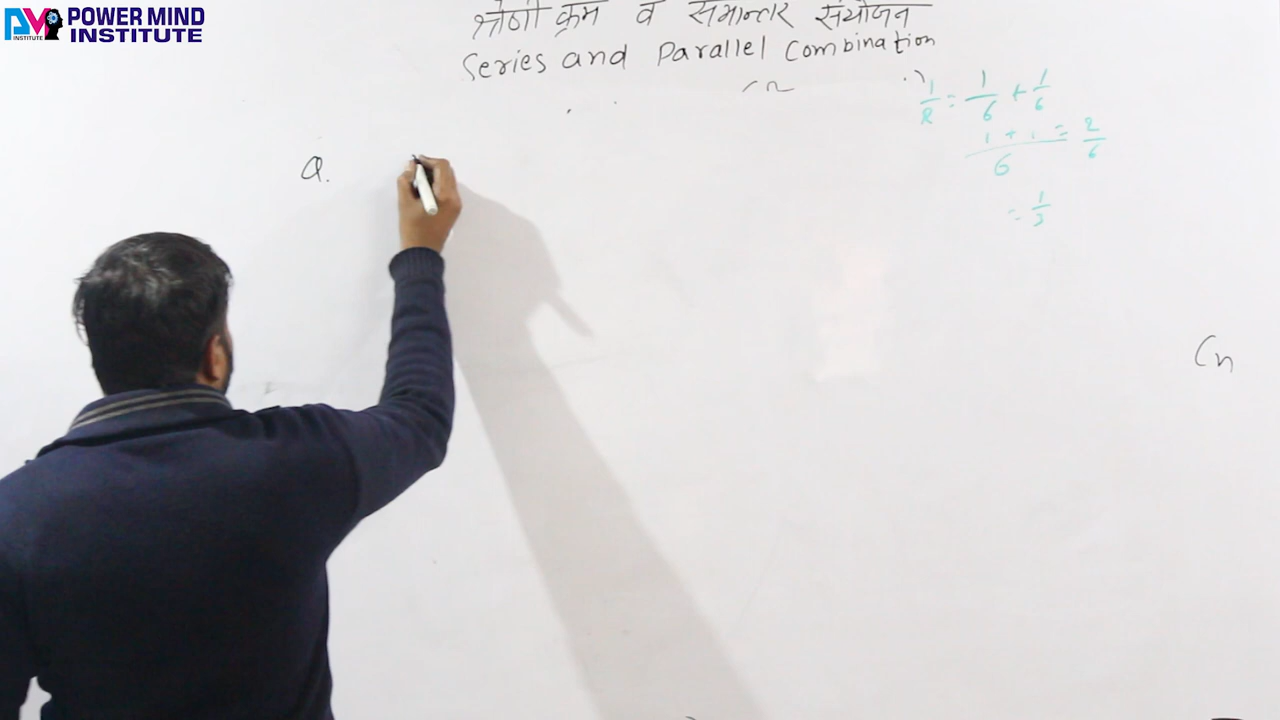 POWER MIND
INSTITUTE
INSTITUTE
श्रेणी क्रम व समान्तर संयोजन
Series and Parallel Combination
1/R = 1/6 + 1/6
1 + 1 / 6 = 2/6
= 1/3
Q.